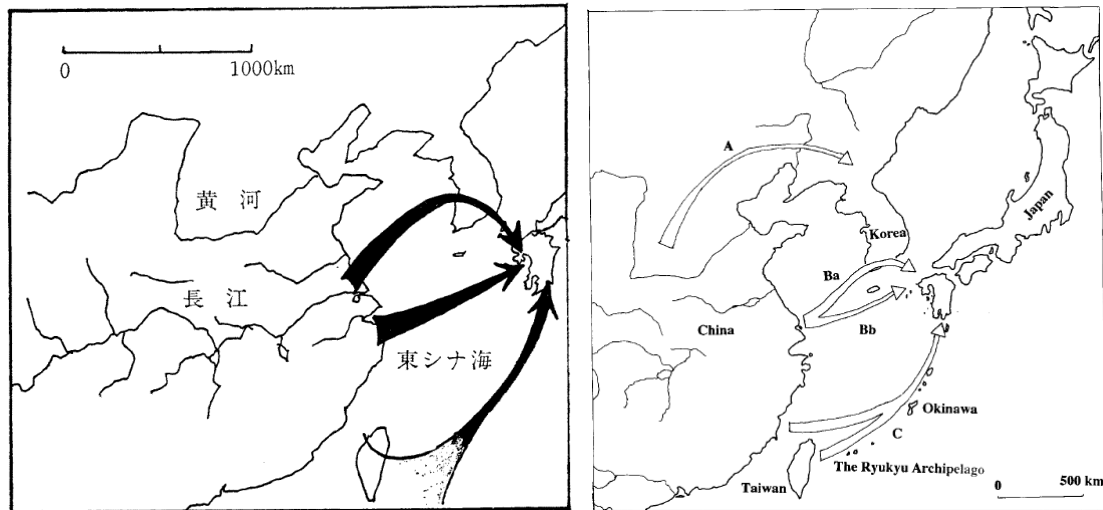 0
1000km
黄河
長江
東シナ海
A
Korea
Japan
Ba
Bb
China
Okinawa
C
The Ryukyu Archipelago
Taiwan
0
500 km